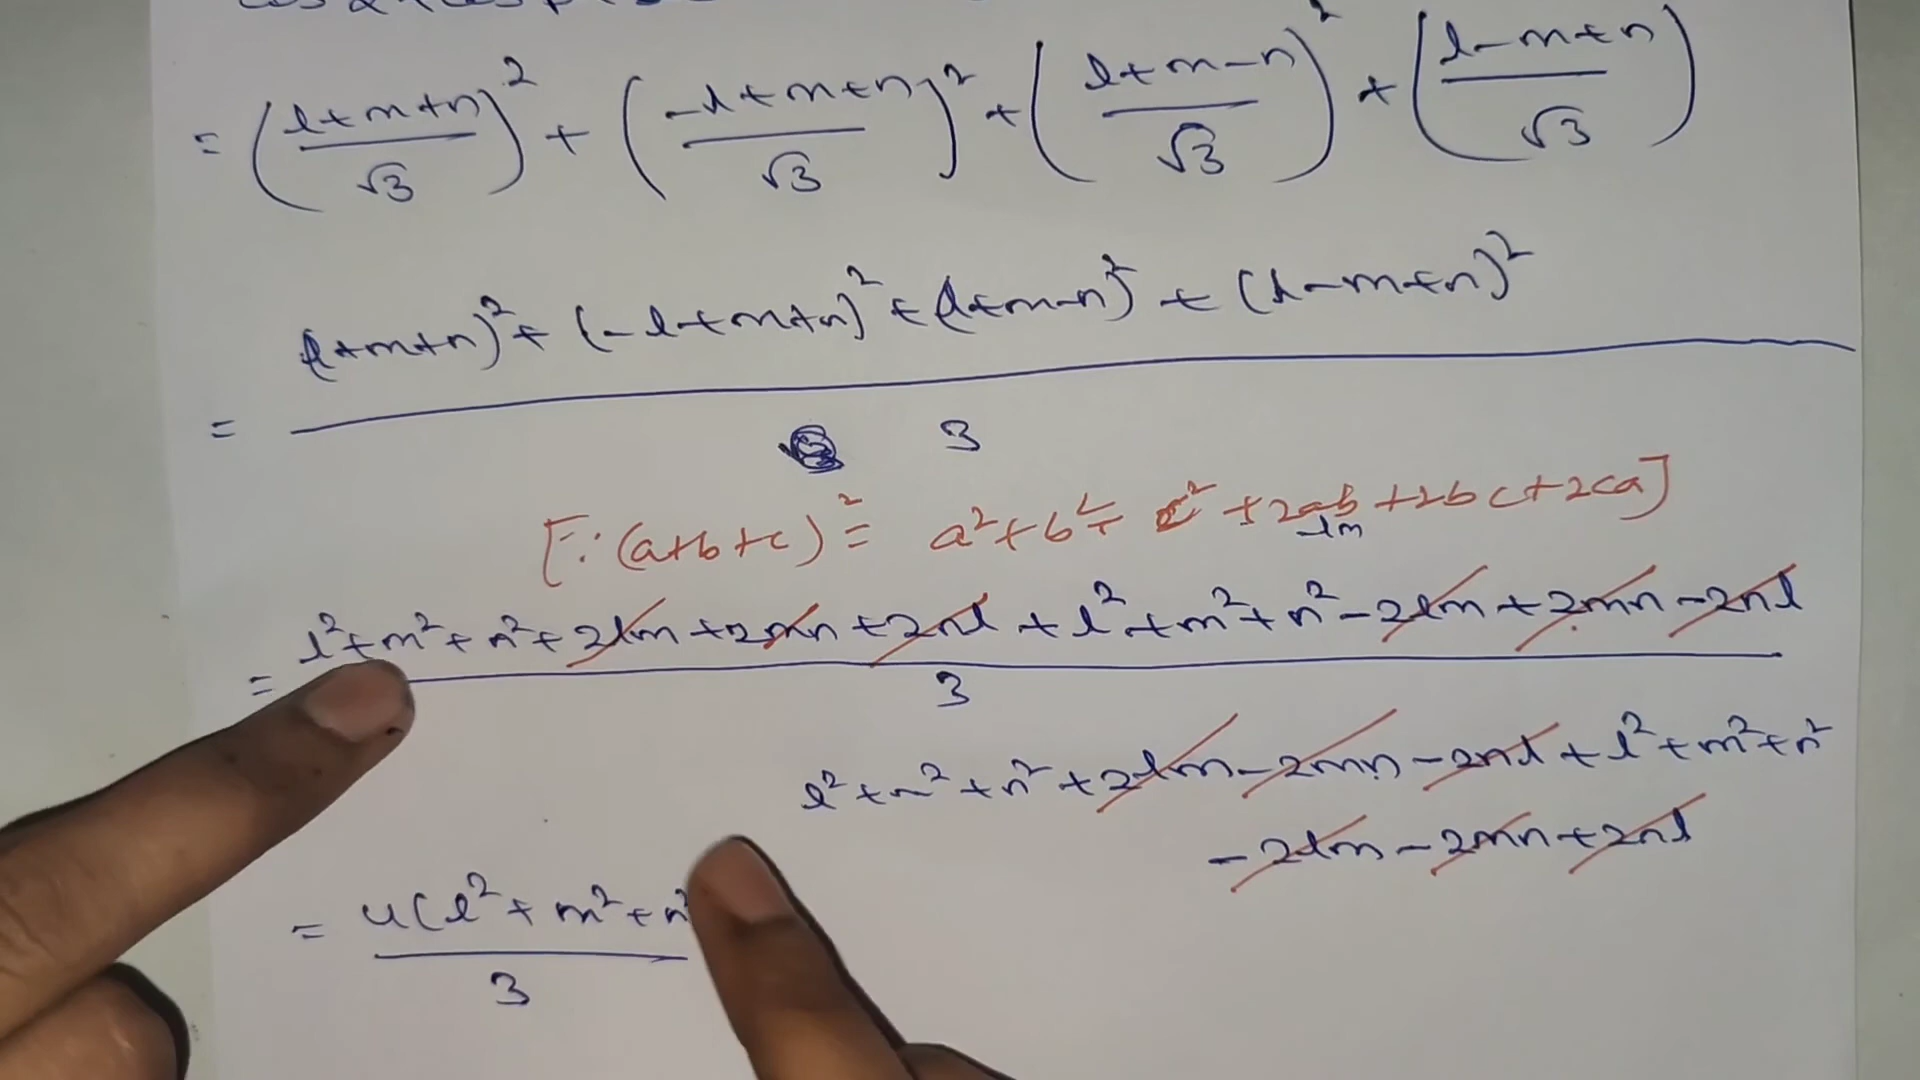 = (l+m+n/√3)² + (-l+m+n/√3)² + (l+m-n/√3)² + (l-m+n/√3)
= (l+m+n)² + (-l+m+n)² + (l+m-n)² + (l-m+n)² / 3
[∵ (a+b+c)² = a²+b²+c²+2ab+2bc+2ca]
lm
= l²+m²+n²+2lm+2mn+2nl+l²+m²+n²-2lm+2mn-2nl / 3
l²+m²+n²+2lm-2mn-2nl+l²+m²+n²
-2lm-2mn+2nl
= 4(l²+m²+n² / 3